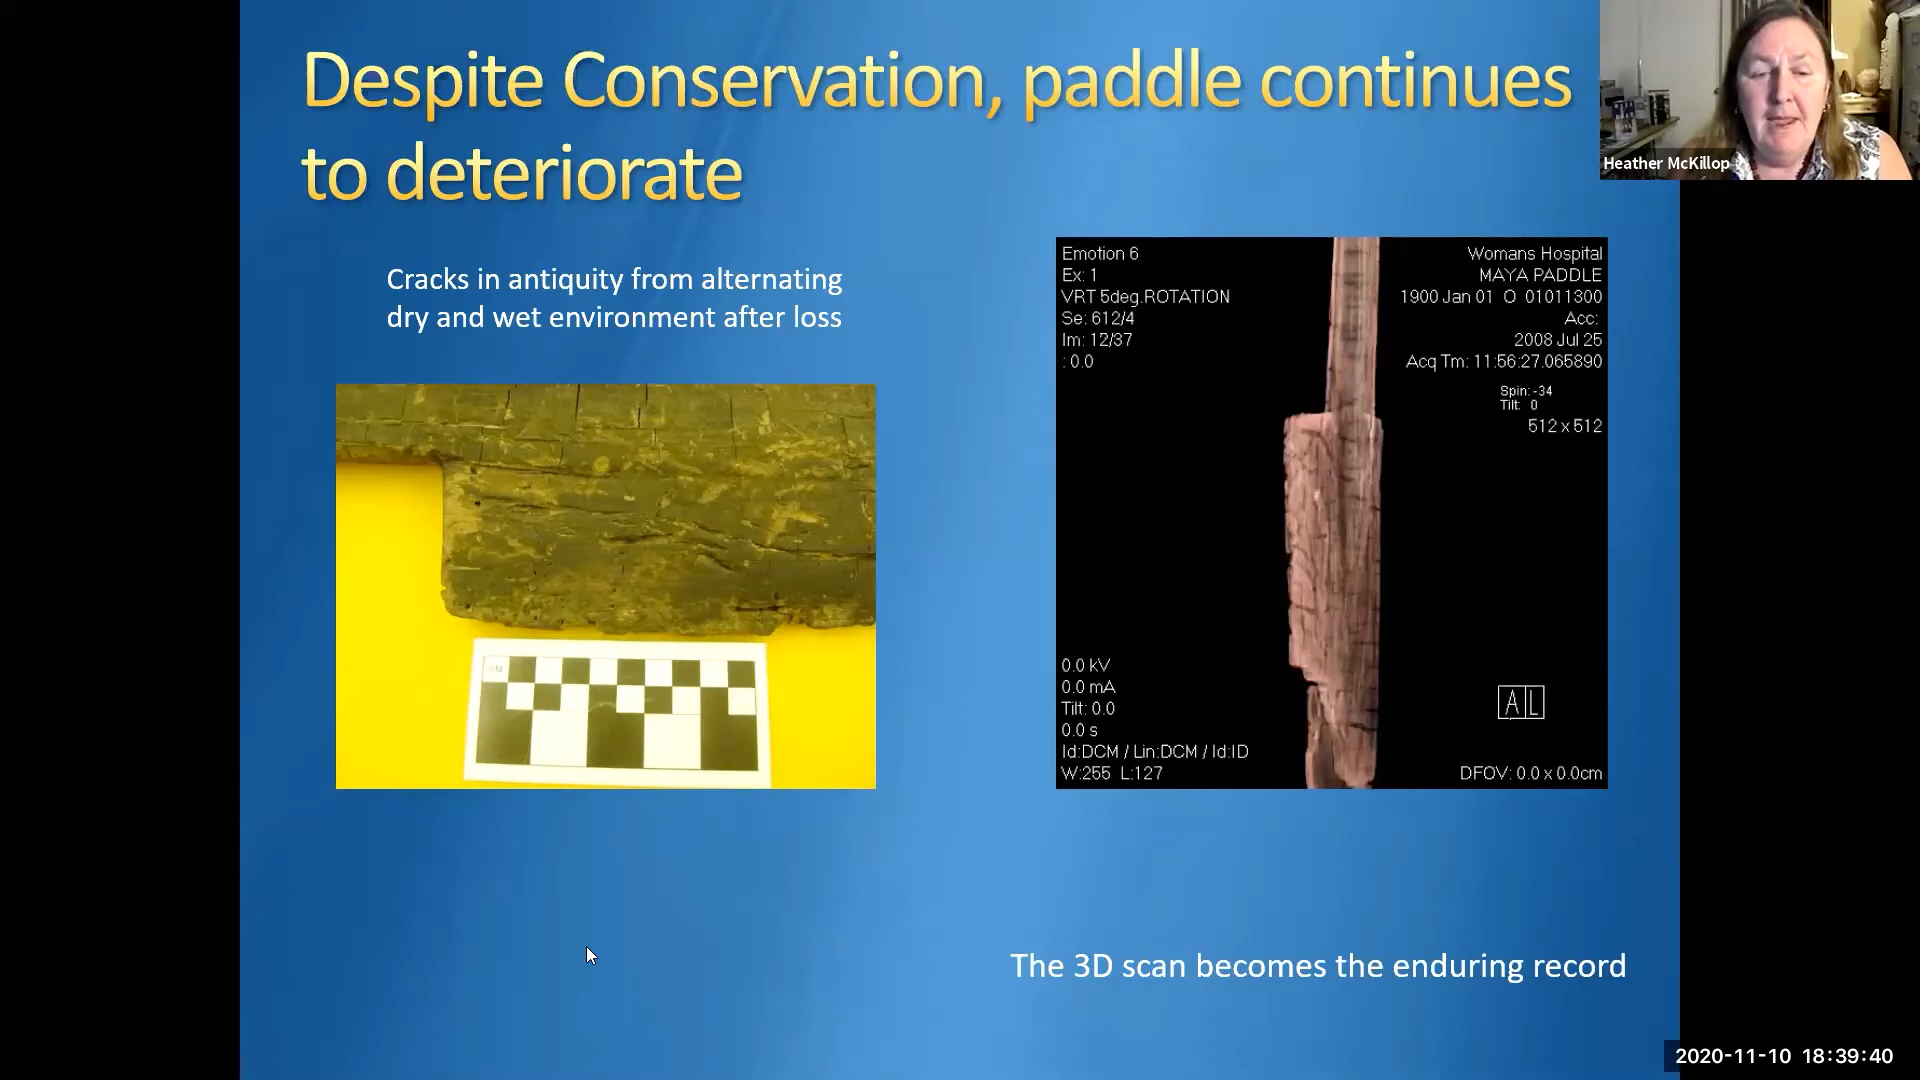 Despite Conservation, paddle continues
to deteriorate
Heather McKillop
Cracks in antiquity from alternating
dry and wet environment after loss
CM
Emotion 6
Ex: 1
VRT 5deg.ROTATION
Se: 612/4
Im: 12/37
: 0.0
Womans Hospital
MAYA PADDLE
1900 Jan 01 O 01011300
Acc:
2008 Jul 25
Acq Tm: 11:56:27.065890
Spin: -34
Tilt: 0
512 x 512
0.0 kV
0.0 mA
Tilt: 0.0
0.0 s
Id:DCM / Lin:DCM / Id:ID
W:255 L:127
A L
DFOV: 0.0 x 0.0cm
The 3D scan becomes the enduring record
2020-11-10 18:39:40